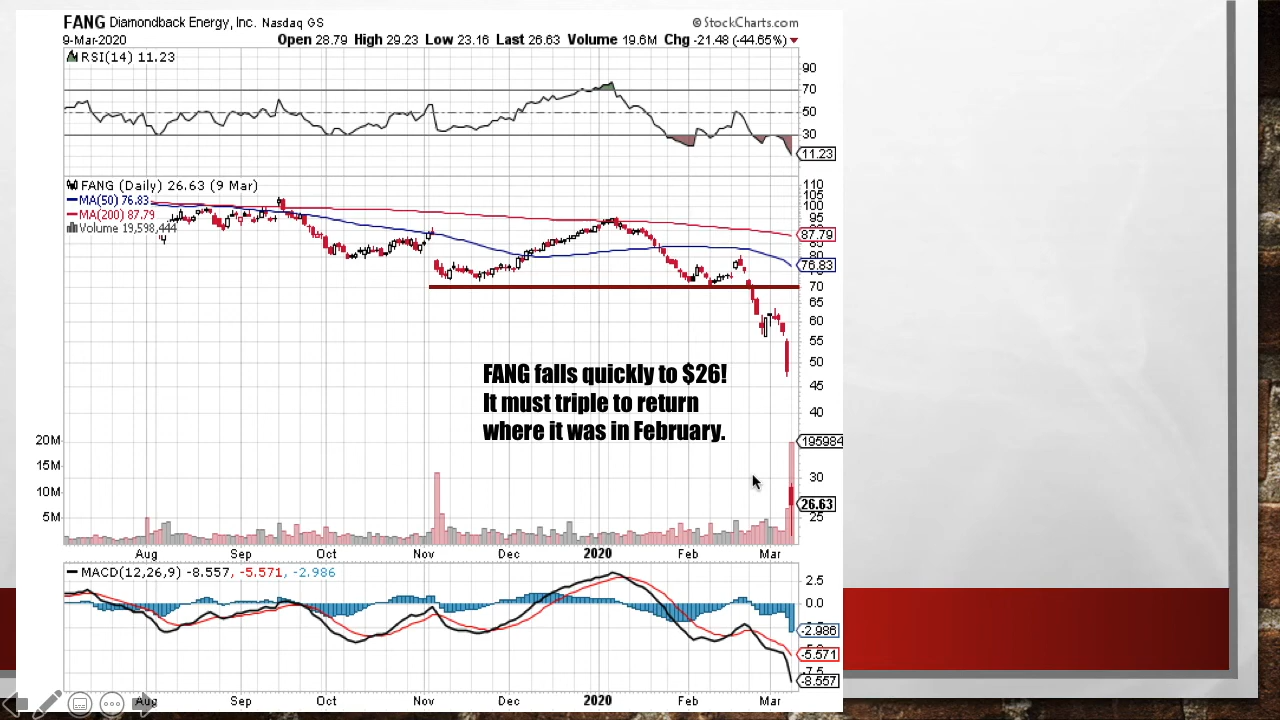 FANG Diamondback Energy, Inc. Nasdaq GS
© StockCharts.com
9-Mar-2020
Open 28.79 High 29.23 Low 23.16 Last 26.63 Volume 19.6M Chg -21.48 (-44.65%)
RSI(14) 11.23
90
70
50
30
11.23
FANG (Daily) 26.63 (9 Mar)
MA(50) 76.83
MA(200) 87.79
Volume 19,598,444
110
105
100
95
87.79
80
76.83
70
65
60
55
50
45
40
30
26.63
25
FANG falls quickly to $26!
It must triple to return
where it was in February.
20M
15M
10M
5M
195984
Aug Sep Oct Nov Dec 2020 Feb Mar
MACD(12,26,9) -8.557, -5.571, -2.986
2.5
0.0
-2.986
-5.571
-8.557
Aug Sep Oct Nov Dec 2020 Feb Mar